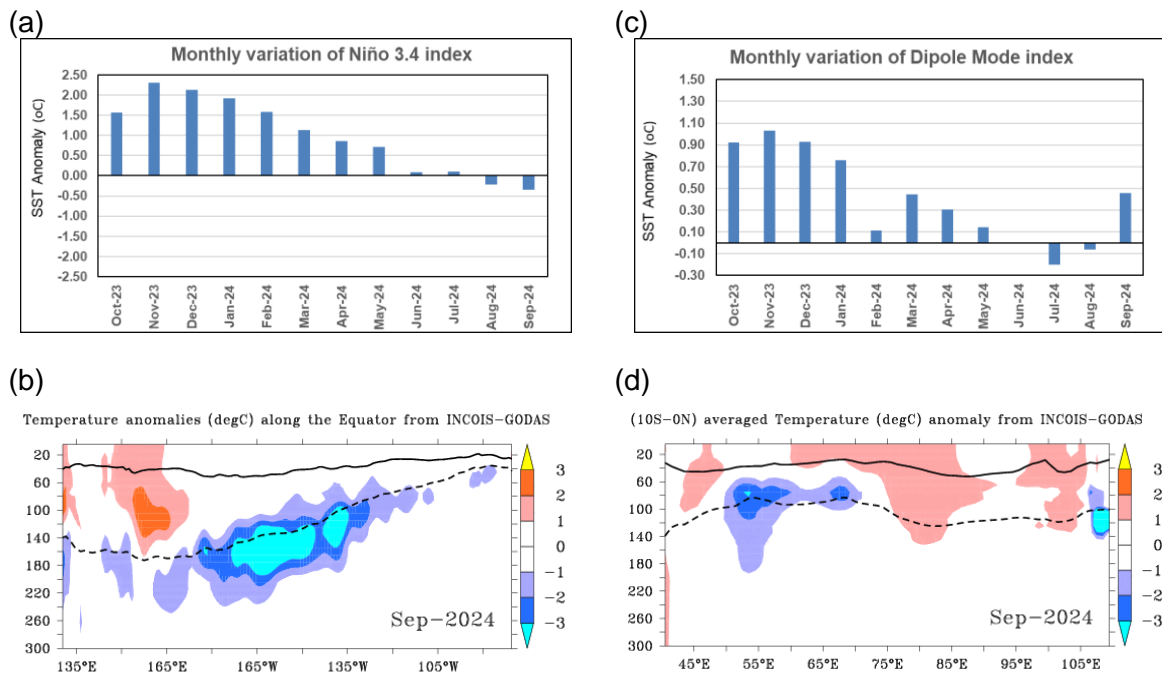 (a)
Monthly variation of Niño 3.4 index
SST Anomaly (oC)
2.50
2.00
1.50
1.00
0.50
0.00
-0.50
-1.00
-1.50
-2.00
-2.50
Oct-23
Nov-23
Dec-23
Jan-24
Feb-24
Mar-24
Apr-24
May-24
Jun-24
Jul-24
Aug-24
Sep-24
(c)
Monthly variation of Dipole Mode index
SST Anomaly (oC)
1.50
1.30
1.10
0.90
0.70
0.50
0.30
0.10
-0.10
-0.30
Oct-23
Nov-23
Dec-23
Jan-24
Feb-24
Mar-24
Apr-24
May-24
Jun-24
Jul-24
Aug-24
Sep-24
(b)
Temperature anomalies (degC) along the Equator from INCOIS-GODAS
20
60
100
140
180
220
260
300
135°E
165°E
165°W
135°W
105°W
Sep-2024
3
2
1
0
-1
-2
-3
(d)
(10S-0N) averaged Temperature (degC) anomaly from INCOIS-GODAS
20
60
100
150
190
220
260
300
45°E
55°E
65°E
75°E
85°E
95°E
105°E
Sep-2024
3
2
1
0
-1
-2
-3